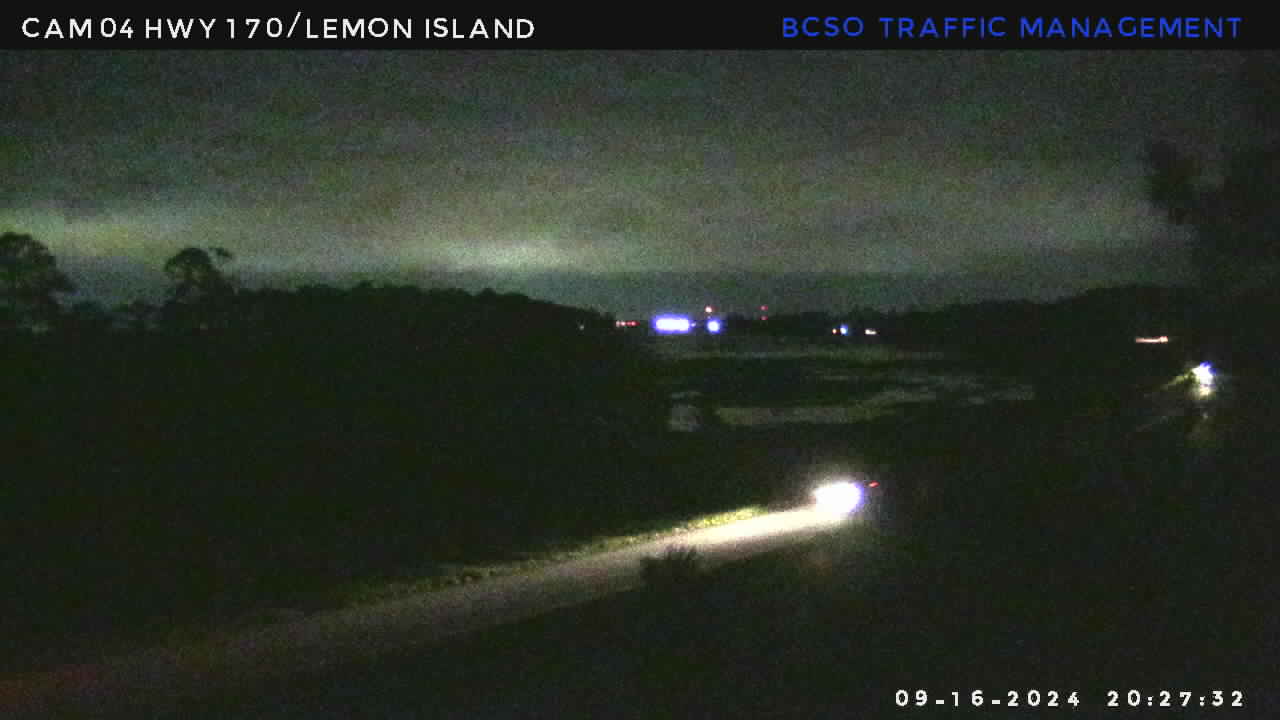 CAM04 HWY 170/LEMON ISLAND
BCSO TRAFFIC MANAGEMENT
09-16-2024 20:27:32